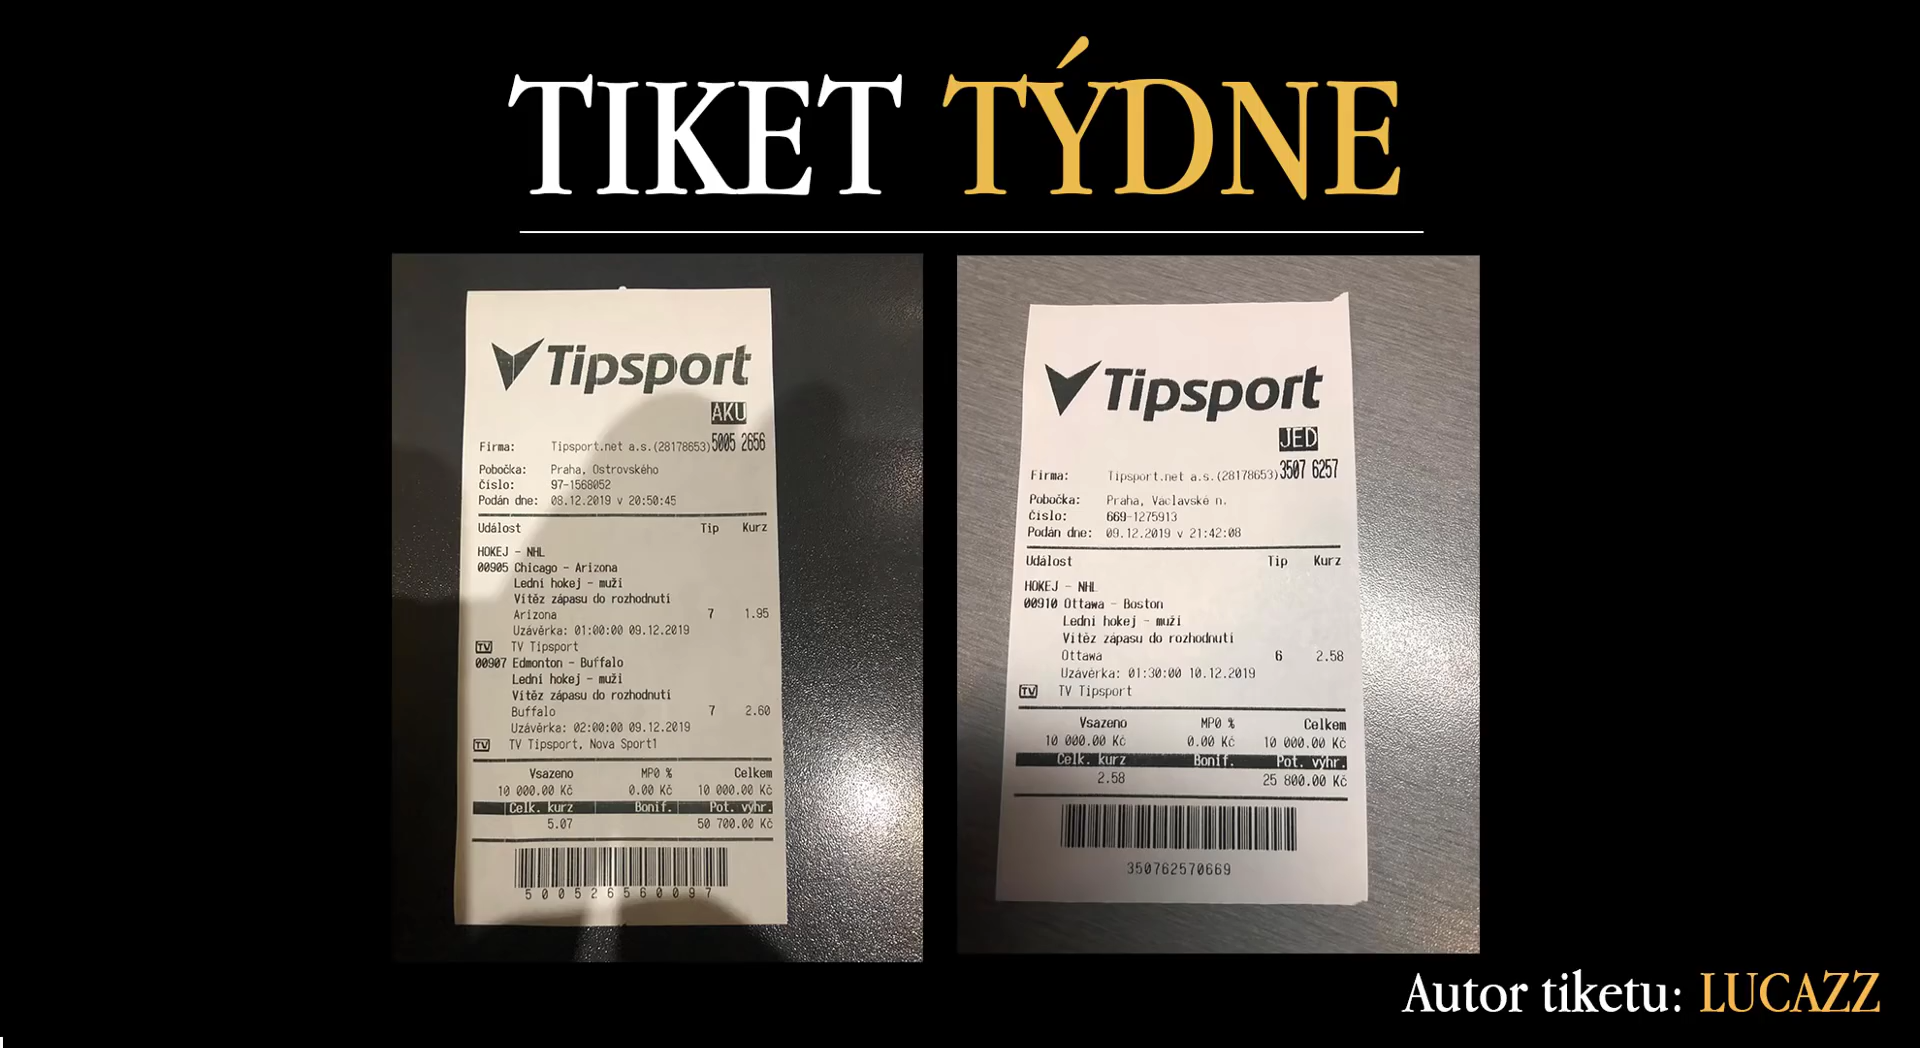 TIKET TÝDNE
Tipsport
AKU
Firma: Tipsport.net a.s.(28178653) 5005 2656
Pobočka: Praha, Ostrovského
Číslo: 97-1568052
Podán dne: 08.12.2019 v 20:50:45
Událost Tip Kurz
HOKEJ - NHL
00905 Chicago - Arizona
Lední hokej - muži
Vítěz zápasu do rozhodnutí
Arizona 7 1.95
Uzávěrka: 01:00:00 09.12.2019
TV TV Tipsport
00907 Edmonton - Buffalo
Lední hokej - muži
Vítěz zápasu do rozhodnutí
Buffalo 7 2.60
Uzávěrka: 02:00:00 09.12.2019
TV TV Tipsport, Nova Sport1
Vsazeno MP0 % Celkem
10 000.00 Kč 0.00 Kč 10 000.00 Kč
Celk. kurz Bonif. Pot. výhr.
5.07 50 700.00 Kč
500526560097
Tipsport
JED
Firma: Tipsport.net a.s.(28178653) 3507 6257
Pobočka: Praha, Václavské n.
Číslo: 669-1275913
Podán dne: 09.12.2019 v 21:42:08
Událost Tip Kurz
HOKEJ - NHL
00910 Ottawa - Boston
Lední hokej - muži
Vítěz zápasu do rozhodnutí
Ottawa 6 2.58
Uzávěrka: 01:30:00 10.12.2019
TV TV Tipsport
Vsazeno MP0 % Celkem
10 000.00 Kč 0.00 Kč 10 000.00 Kč
Celk. kurz Bonif. Pot. výhr.
2.58 25 800.00 Kč
350762570669
Autor tiketu: LUCAZZ